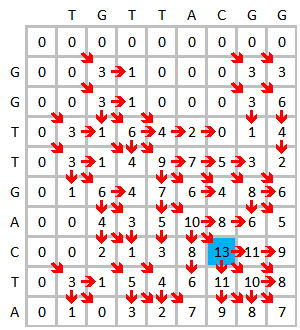 T G T T A C G G
0 0 0 0 0 0 0 0 0
G 0 0 3 1 0 0 0 3 3
G 0 0 3 1 0 0 0 3 6
T 0 3 1 6 4 2 0 1 4
T 0 3 1 4 9 7 5 3 2
G 0 1 6 4 7 6 4 8 6
A 0 0 4 3 5 10 8 6 5
C 0 0 2 1 3 8 13 11 9
T 0 3 1 5 4 6 11 10 8
A 0 1 0 3 2 7 9 8 7